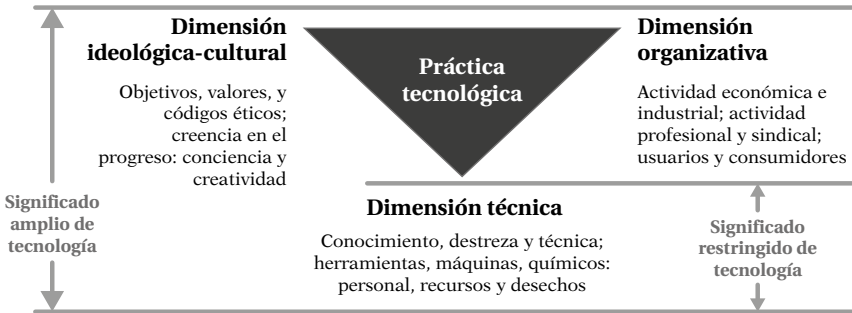 Dimensión
ideológica-cultural
Objetivos, valores, y
códigos éticos;
creencia en el
progreso: conciencia y
creatividad
Práctica
tecnológica
Dimensión
organizativa
Actividad económica e
industrial; actividad
profesional y sindical;
usuarios y consumidores
Significado
amplio de
tecnología
Dimensión técnica
Conocimiento, destreza y técnica;
herramientas, máquinas, químicos:
personal, recursos y desechos
Significado
restringido de
tecnología